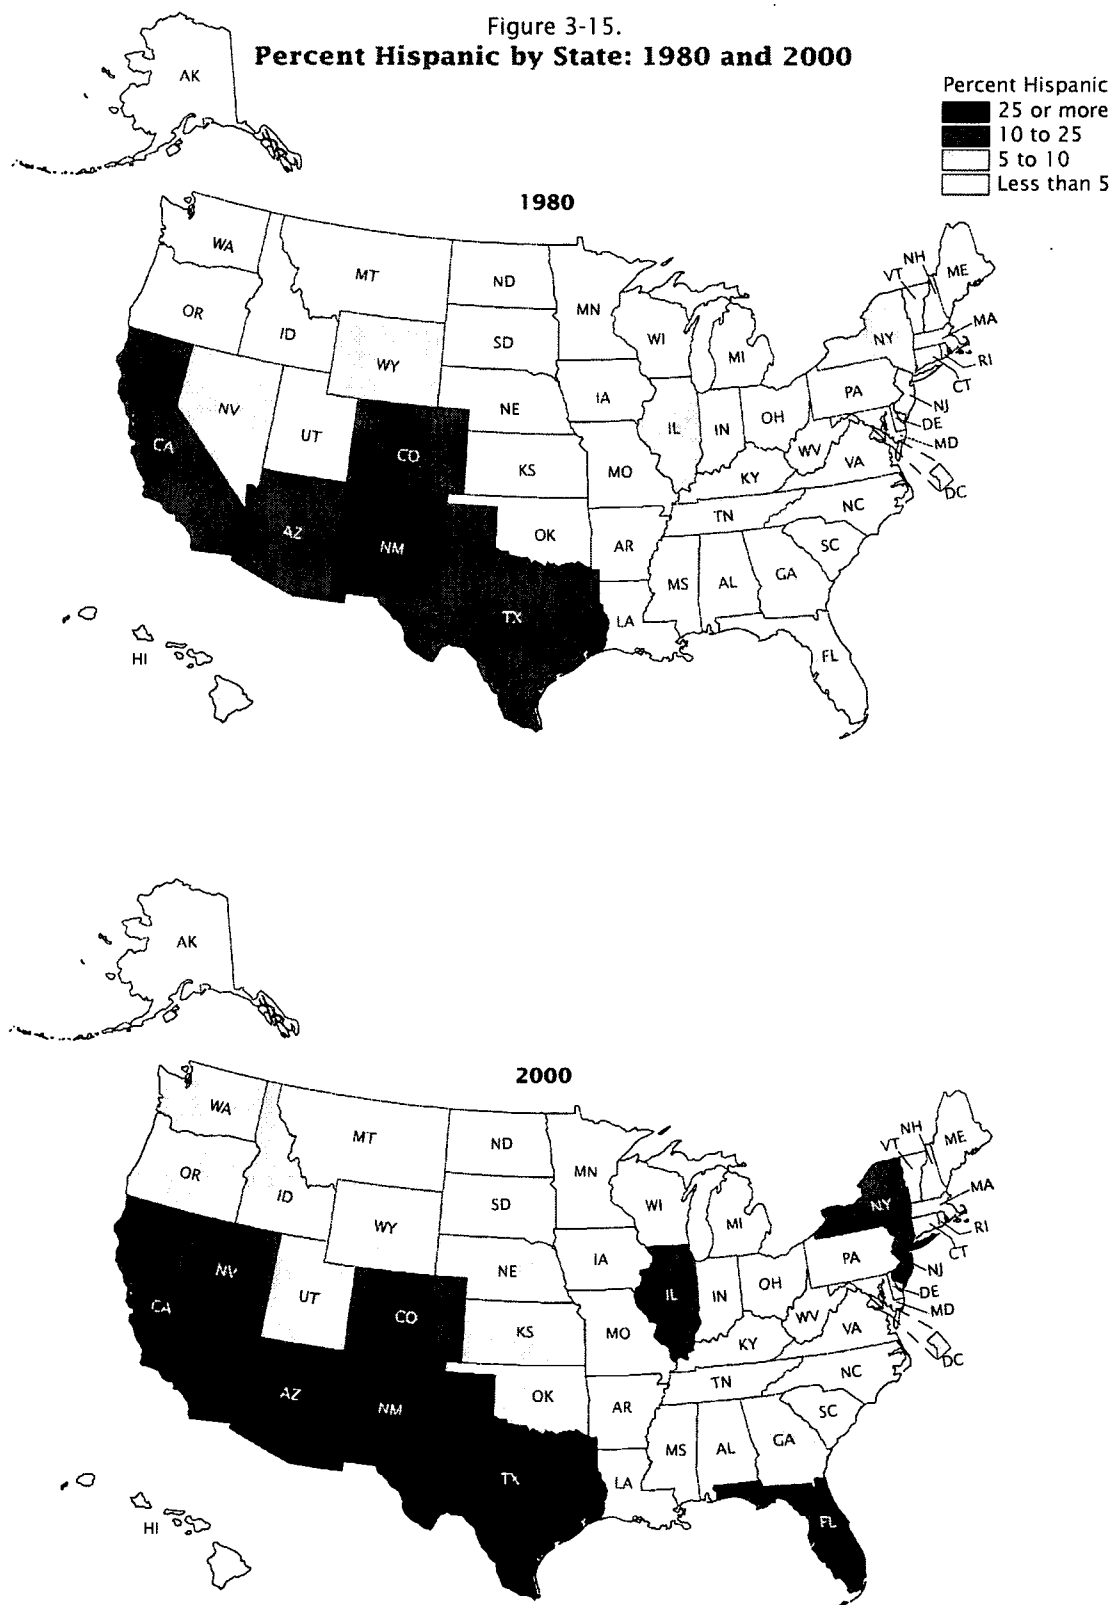 Figure 3-15.
Percent Hispanic by State: 1980 and 2000
Percent Hispanic
25 or more
10 to 25
5 to 10
Less than 5
1980
AK
WA
MT
ND
MN
OR
ID
WY
SD
WI
MI
NY
VT
NH
ME
MA
RI
CT
NJ
PA
DE
MD
DC
NV
UT
CO
NE
IA
IL
IN
OH
WV
VA
CA
KS
MO
KY
NC
AZ
NM
OK
AR
TN
SC
TX
LA
MS
AL
GA
FL
HI
2000
AK
WA
MT
ND
MN
OR
ID
WY
SD
WI
MI
NY
VT
NH
ME
MA
RI
CT
NJ
PA
DE
MD
DC
NV
UT
CO
NE
IA
IL
IN
OH
WV
VA
CA
KS
MO
KY
NC
AZ
NM
OK
AR
TN
SC
TX
LA
MS
AL
GA
FL
HI